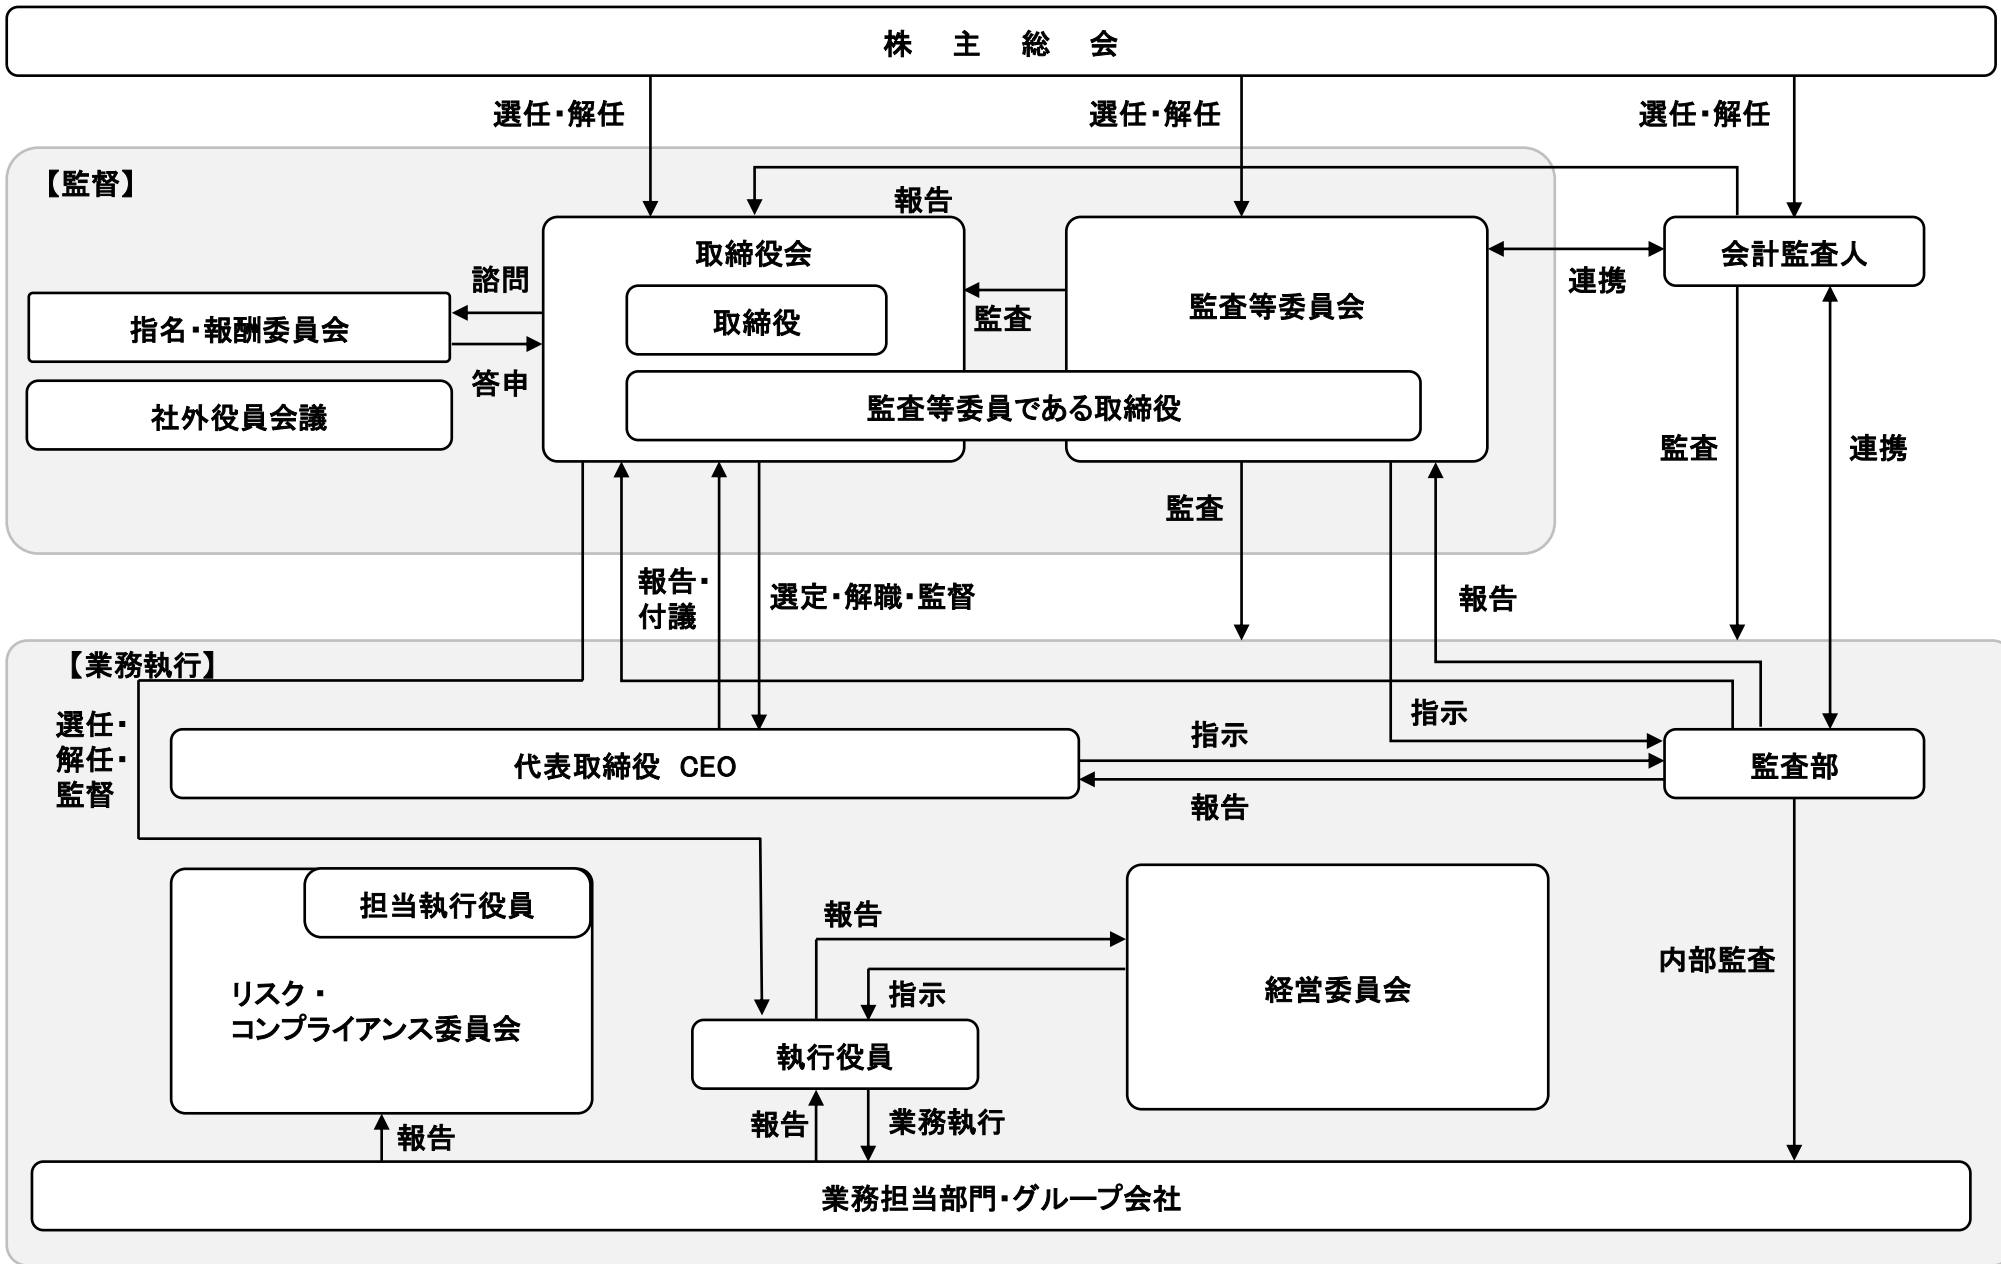 株主総会
選任・解任
選任・解任
選任・解任
【監督】
報告
取締役会
会計監査人
諮問
連携
指名・報酬委員会
取締役
監査
監査等委員会
答申
社外役員会議
監査等委員である取締役
監査
連携
監査
報告・
付議
選定・解職・監督
報告
【業務執行】
選任・
解任・
監督
指示
指示
代表取締役 CEO
監査部
報告
担当執行役員
報告
内部監査
リスク・
コンプライアンス委員会
指示
経営委員会
執行役員
報告
報告
業務執行
業務担当部門・グループ会社